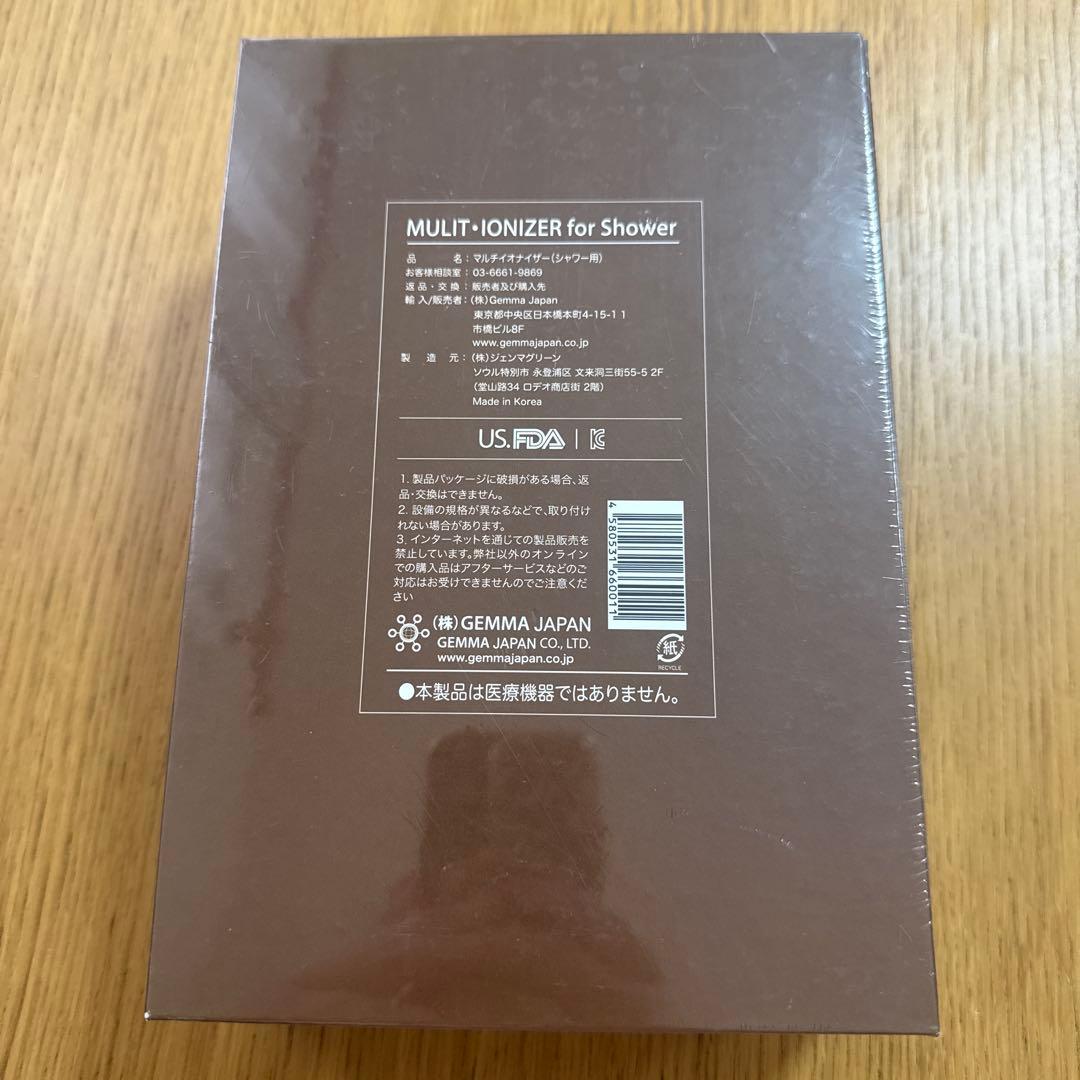 MULIT・IONIZER for Shower
品 名：マルチイオナイザー（シャワー用）
お客様相談室：03-6661-9869
返品・交換：販売者及び購入先
輸入/販売者：（株）Gemma Japan
東京都中央区日本橋本町4-15-1 1
市橋ビル8F
www.gemmajapan.co.jp
製造元：（株）ジェンマグリーン
ソウル特別市 永登浦区 文来洞三街55-5 2F
（堂山路34 ロデオ商店街 2階）
Made in Korea
US.FDA | KC
1. 製品パッケージに破損がある場合、返
品・交換はできません。
2. 設備の規格が異なるなどで、取り付け
れない場合があります。
3. インターネットを通じての製品販売を
禁止しています。弊社以外のオンライン
での購入品はアフターサービスなどのご
対応はお受けできませんのでご注意くだ
さい
4 580531 660011
（株）GEMMA JAPAN
GEMMA JAPAN CO., LTD.
www.gemmajapan.co.jp
紙
RECYCLE
●本製品は医療機器ではありません。